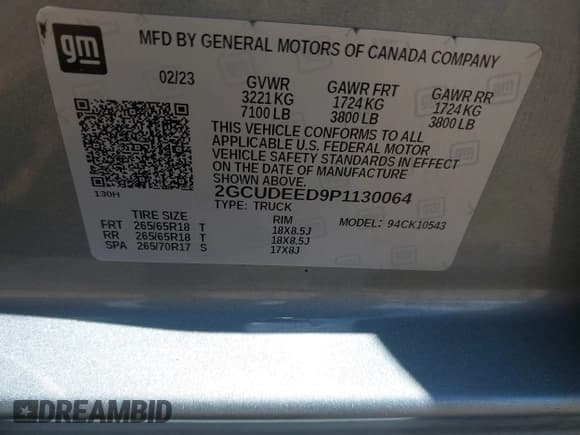 gm
MFD BY GENERAL MOTORS OF CANADA COMPANY
02/23 GVWR GAWR FRT GAWR RR
3221 KG 1724 KG 1724 KG
7100 LB 3800 LB 3800 LB
THIS VEHICLE CONFORMS TO ALL
APPLICABLE U.S. FEDERAL MOTOR
VEHICLE SAFETY STANDARDS IN EFFECT
ON THE DATE OF MANUFACTURE
SHOWN ABOVE.
130H
2GCUDEED9P1130064
TYPE: TRUCK
TIRE SIZE RIM MODEL: 94CK10543
FRT 265/65R18 T 18X8.5J
RR 265/65R18 T 18X8.5J
SPA 265/70R17 S 17X8J
DREAMBID